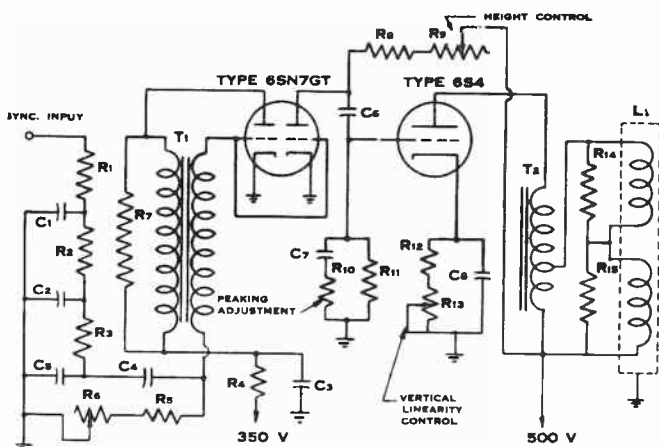 HEIGHT CONTROL
R8
R9
TYPE 6SN7GT
TYPE 6S4
SYNC. INPUT
C6
L1
T1
T2
R14
R1
R7
C1
R2
C7
R12
C8
R10
R11
R15
C2
R13
PEAKING
ADJUSTMENT
R3
C5
C4
R4
C3
R6
R5
VERTICAL
LINEARITY
CONTROL
350 V
500 V